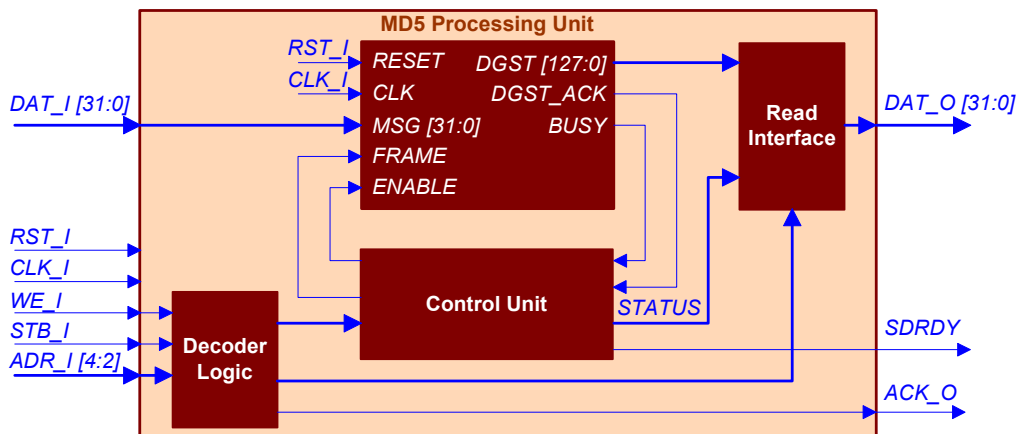 MD5 Processing Unit
RST_I
CLK_I
DAT_I [31:0]
RESET
CLK
MSG [31:0]
FRAME
ENABLE
DGST [127:0]
DGST_ACK
BUSY
Read
Interface
DAT_O [31:0]
RST_I
CLK_I
WE_I
STB_I
ADR_I [4:2]
Decoder
Logic
Control Unit
STATUS
SDRDY
ACK_O